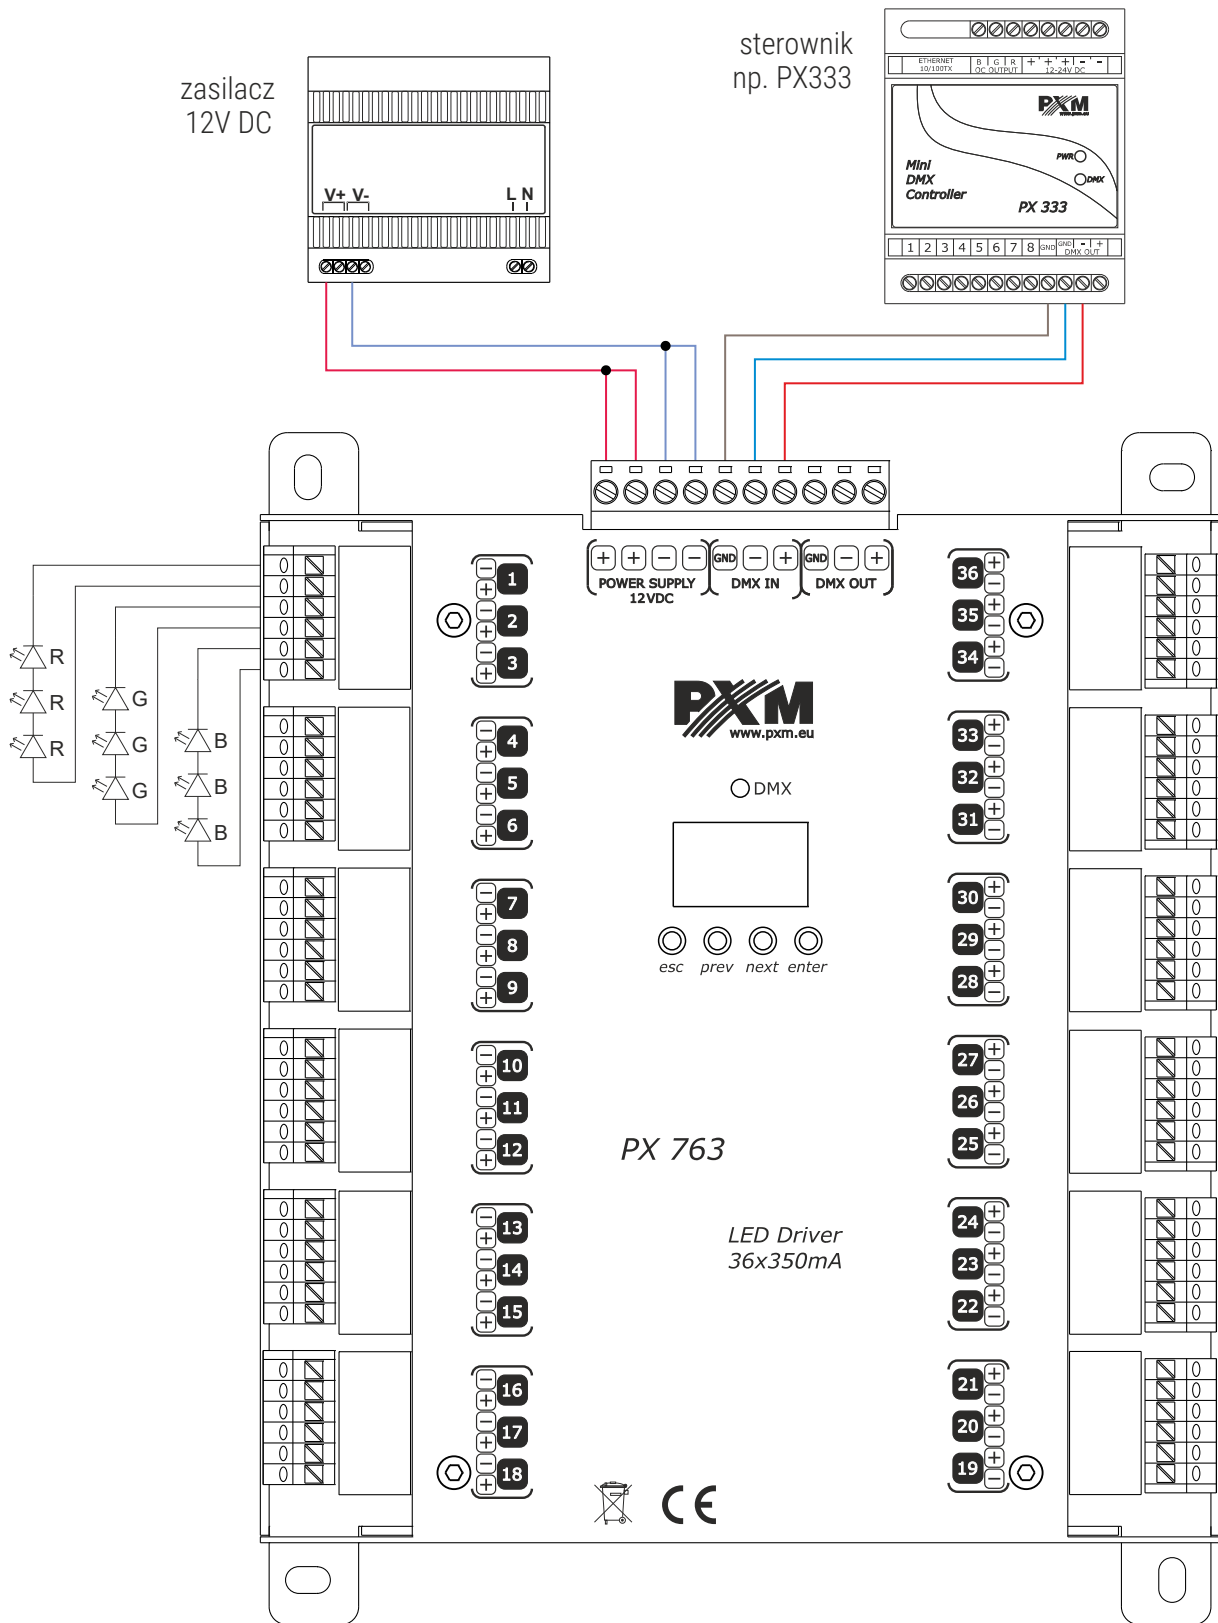 zasilacz
12V DC
V+ V-
L N
sterownik
np. PX333
ETHERNET
10/100TX
B G R
OC OUTPUT
+ + + - -
12-24V DC
PXM
www.pxm.eu
PWR
DMX
Mini
DMX
Controller
PX 333
1 2 3 4 5 6 7 8 GND GND - +
DMX OUT
+ + - - GND - + GND - +
POWER SUPPLY
12VDC
DMX IN
DMX OUT
R
R
R
G
G
G
B
B
B
- 1
+
- 2
+
- 3
+
- 4
+
- 5
+
- 6
+
- 7
+
- 8
+
- 9
+
- 10
+
- 11
+
- 12
+
- 13
+
- 14
+
- 15
+
- 16
+
- 17
+
- 18
+
PXM
www.pxm.eu
DMX
esc prev next enter
PX 763
LED Driver
36x350mA
CE
36 +
-
35 +
-
34 +
-
33 +
-
32 +
-
31 +
-
30 +
-
29 +
-
28 +
-
27 +
-
26 +
-
25 +
-
24 +
-
23 +
-
22 +
-
21 +
-
20 +
-
19 +
-